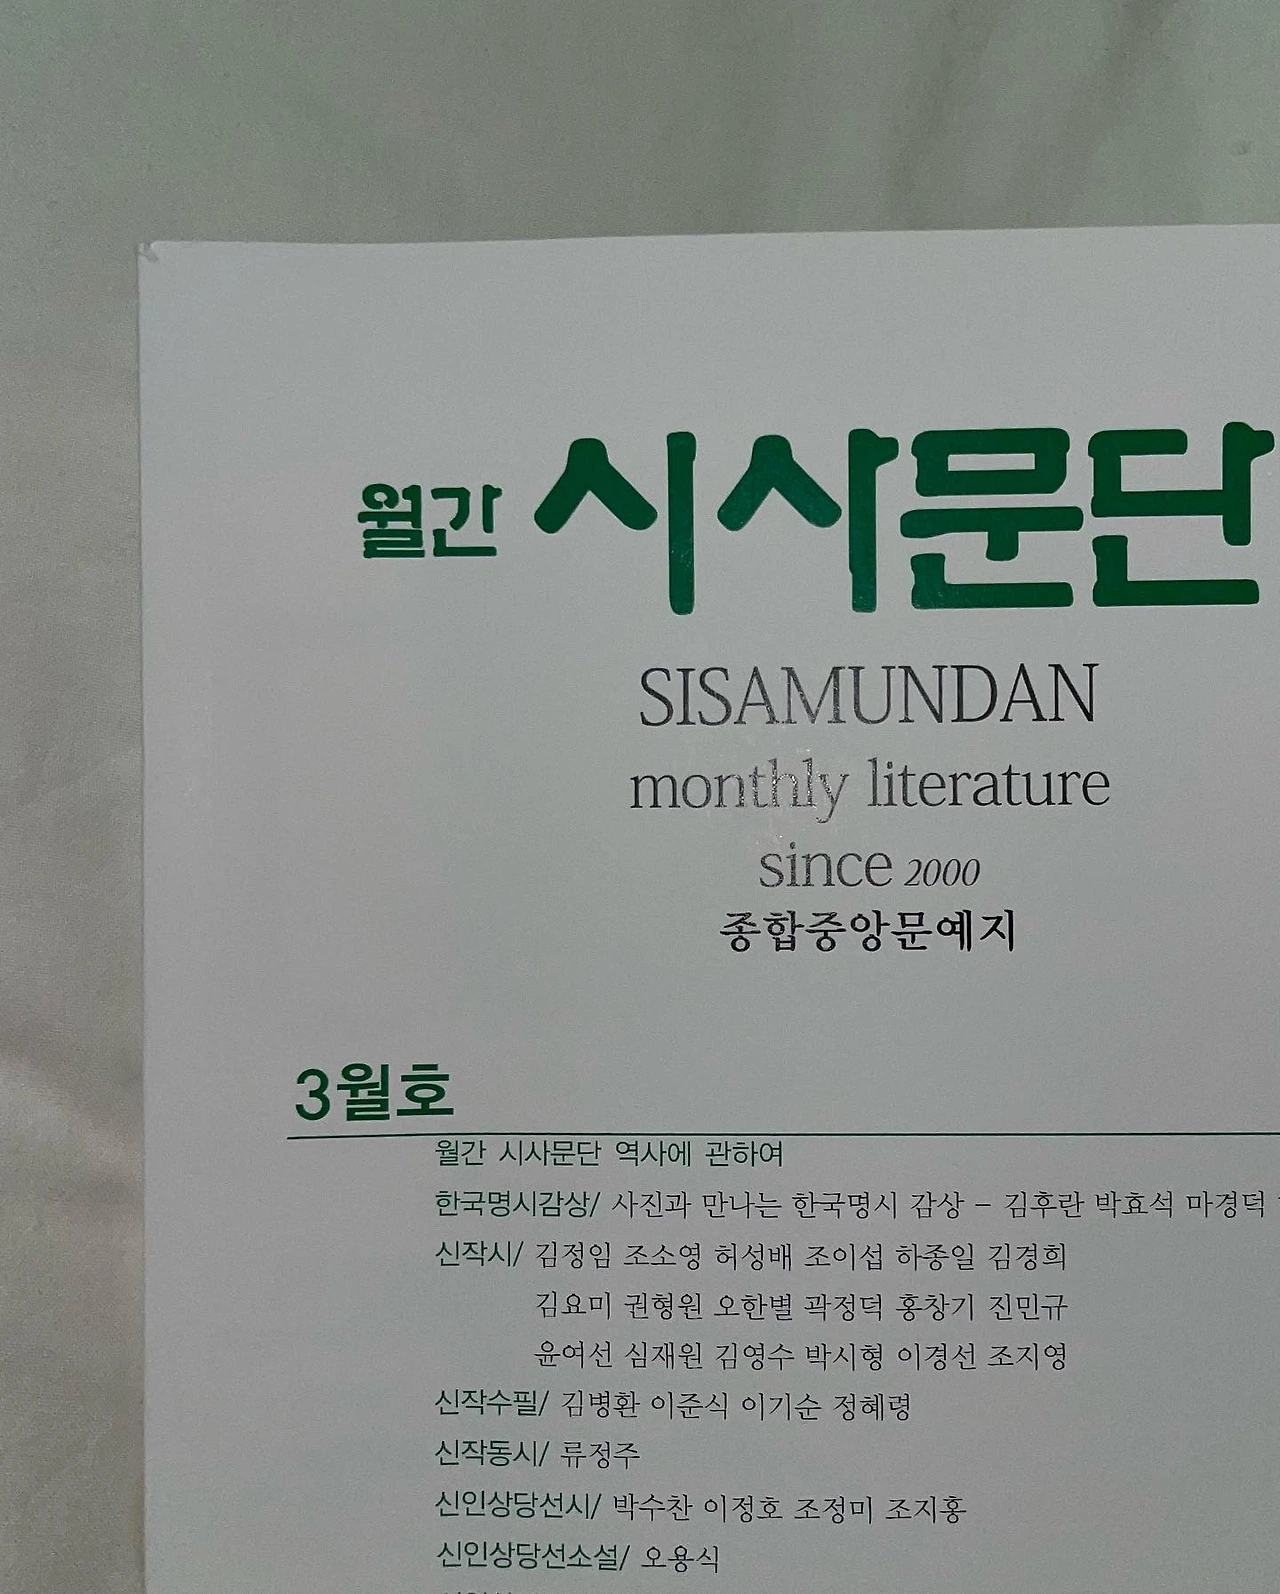 월간 시사문단
SISAMUNDAN
monthly literature
since 2000
종합중앙문예지
3월호
월간 시사문단 역사에 관하여
한국명시감상/ 사진과 만나는 한국명시 감상 – 김후란 박효석 마경덕
신작시/ 김정임 조소영 허성배 조이섭 하종일 김경희
김요미 권형원 오한별 곽정덕 홍창기 진민규
윤여선 심재원 김영수 박시형 이경선 조지영
신작수필/ 김병환 이준식 이기순 정혜령
신작동시/ 류정주
신인상당선시/ 박수찬 이정호 조정미 조지홍
신인상당선소설/ 오용식